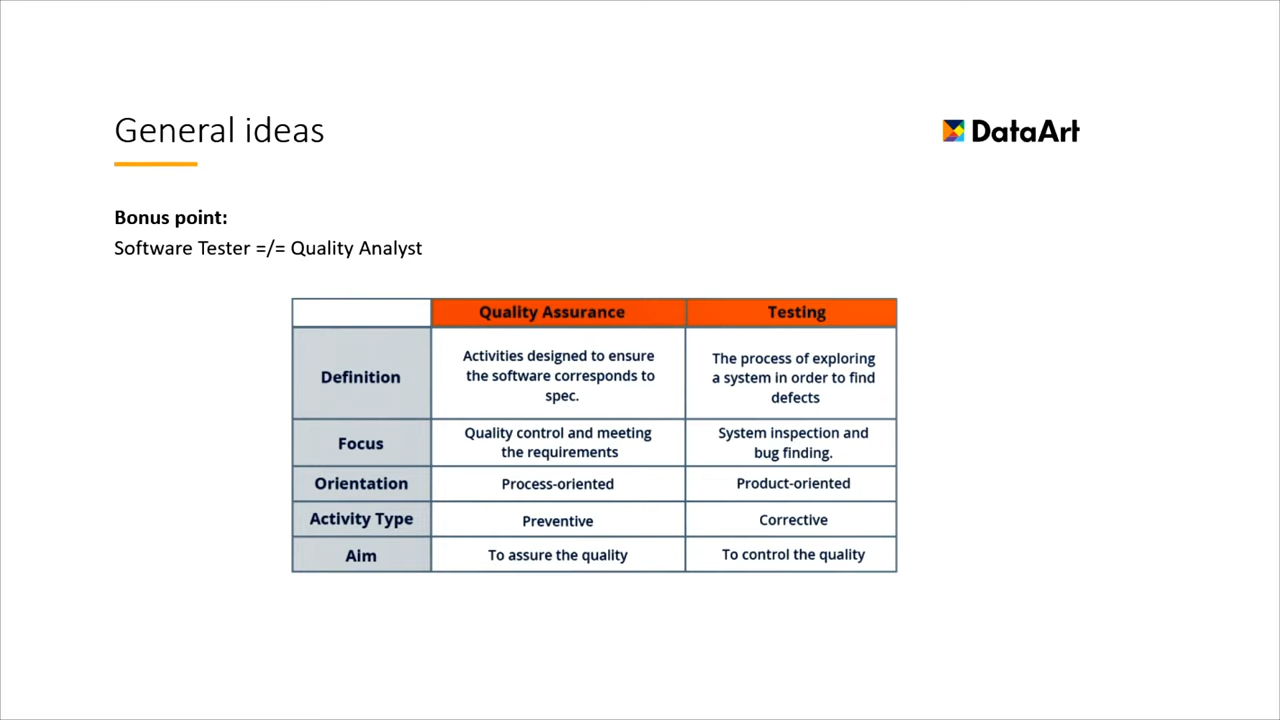 General ideas
DataArt
Bonus point:
Software Tester =/= Quality Analyst
Quality Assurance Testing
Definition
Activities designed to ensure
the software corresponds to
spec.
The process of exploring
a system in order to find
defects
Focus
Quality control and meeting
the requirements
System inspection and
bug finding.
Orientation Process-oriented Product-oriented
Activity Type Preventive Corrective
Aim To assure the quality To control the quality